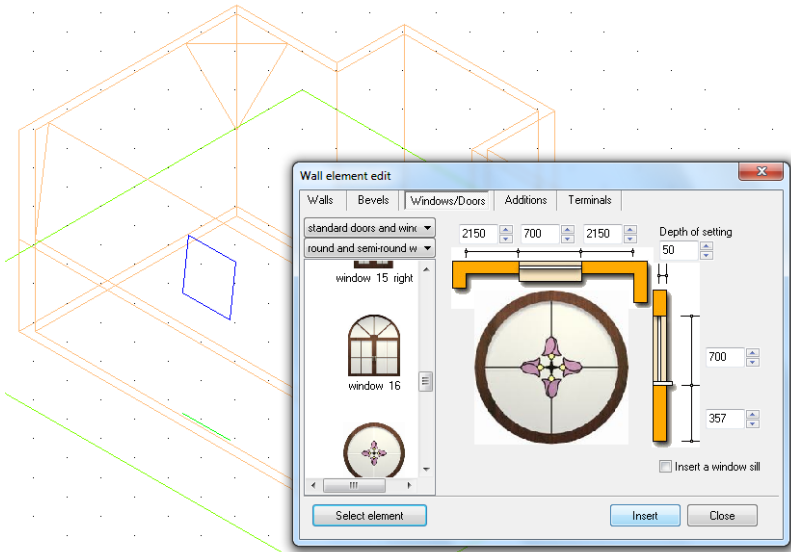 Wall element edit
Walls
Bevels
Windows/Doors
Additions
Terminals
standard doors and wind
round and semi-round w
2150
700
2150
Depth of setting
50
window 15 right
window 16
700
357
Insert a window sill
Select element
Insert
Close